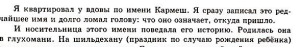 Я квартировал у вдовы по имени Кармеш. Я сразу записал это ред-
чайшее имя и долго ломал голову: что оно означает, откуда пришло.
И носительница этого имени поведала его историю. Родилась она
в глухомани. На шильдехану (праздник по случаю рождения ребёнка)